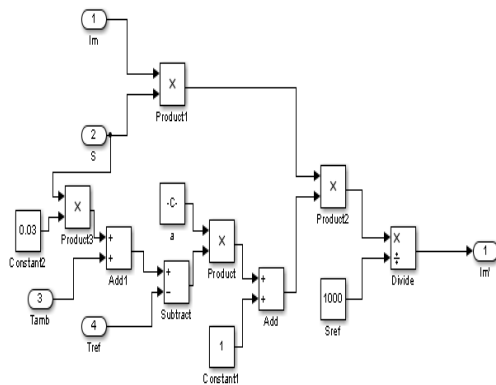 1
Im
×
Product1
2
S
×
Product2
0.03
Constant2
×
Product3
-C-
a
×
Product
+
+
Add1
3
Tamb
+
−
Subtract
4
Tref
+
+
Add
1
Constant1
1000
Sref
×
÷
Divide
1
Im'